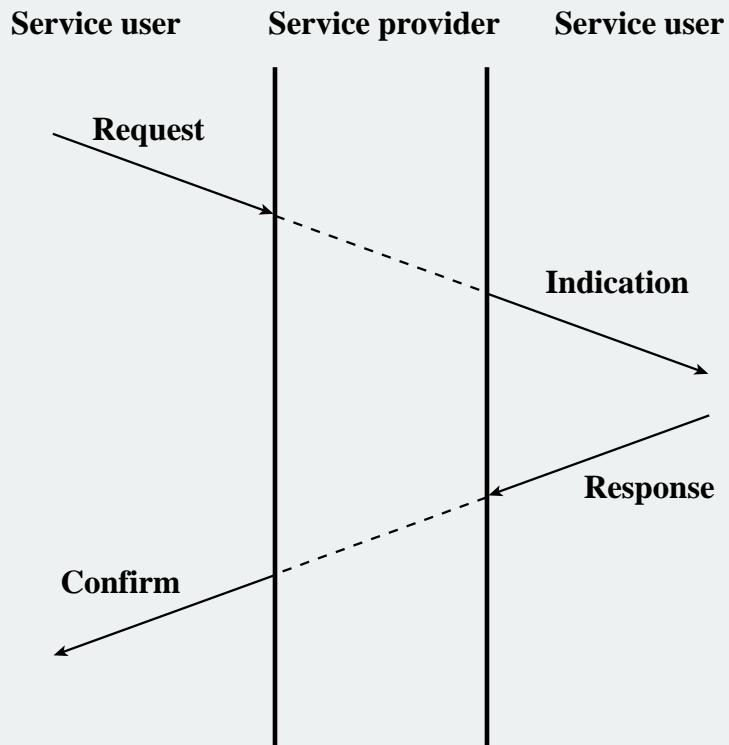 Service user
Service provider
Service user
Request
Indication
Response
Confirm